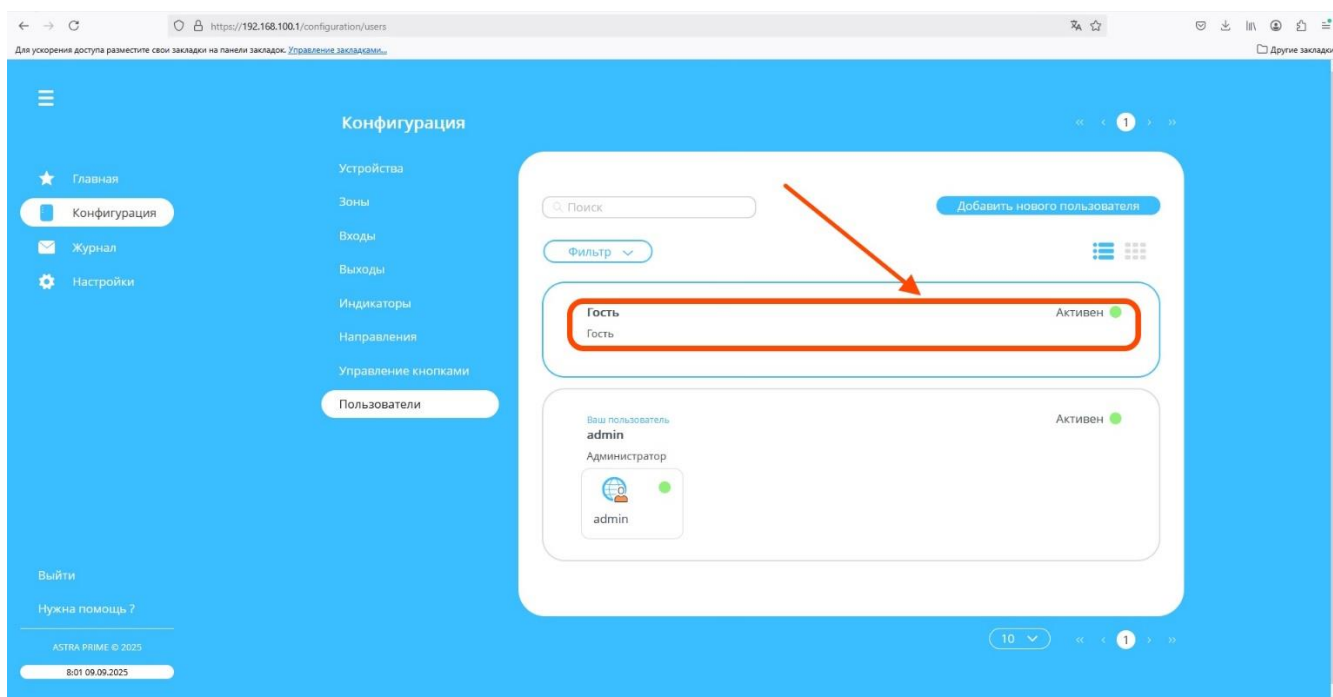 https://192.168.100.1/configuration/users
Для ускорения доступа разместите свои закладки на панели закладок. Управление закладками...
Другие закладки
Конфигурация
« ‹ 1 › »
Главная
Конфигурация
Журнал
Настройки
Устройства
Зоны
Входы
Выходы
Индикаторы
Направления
Управление кнопками
Пользователи
Поиск
Добавить нового пользователя
Фильтр
Гость
Активен
Гость
Ваш пользователь
Активен
admin
Администратор
admin
Выйти
Нужна помощь ?
ASTRA PRIME © 2025
8:01 09.09.2025
10
« ‹ 1 › »